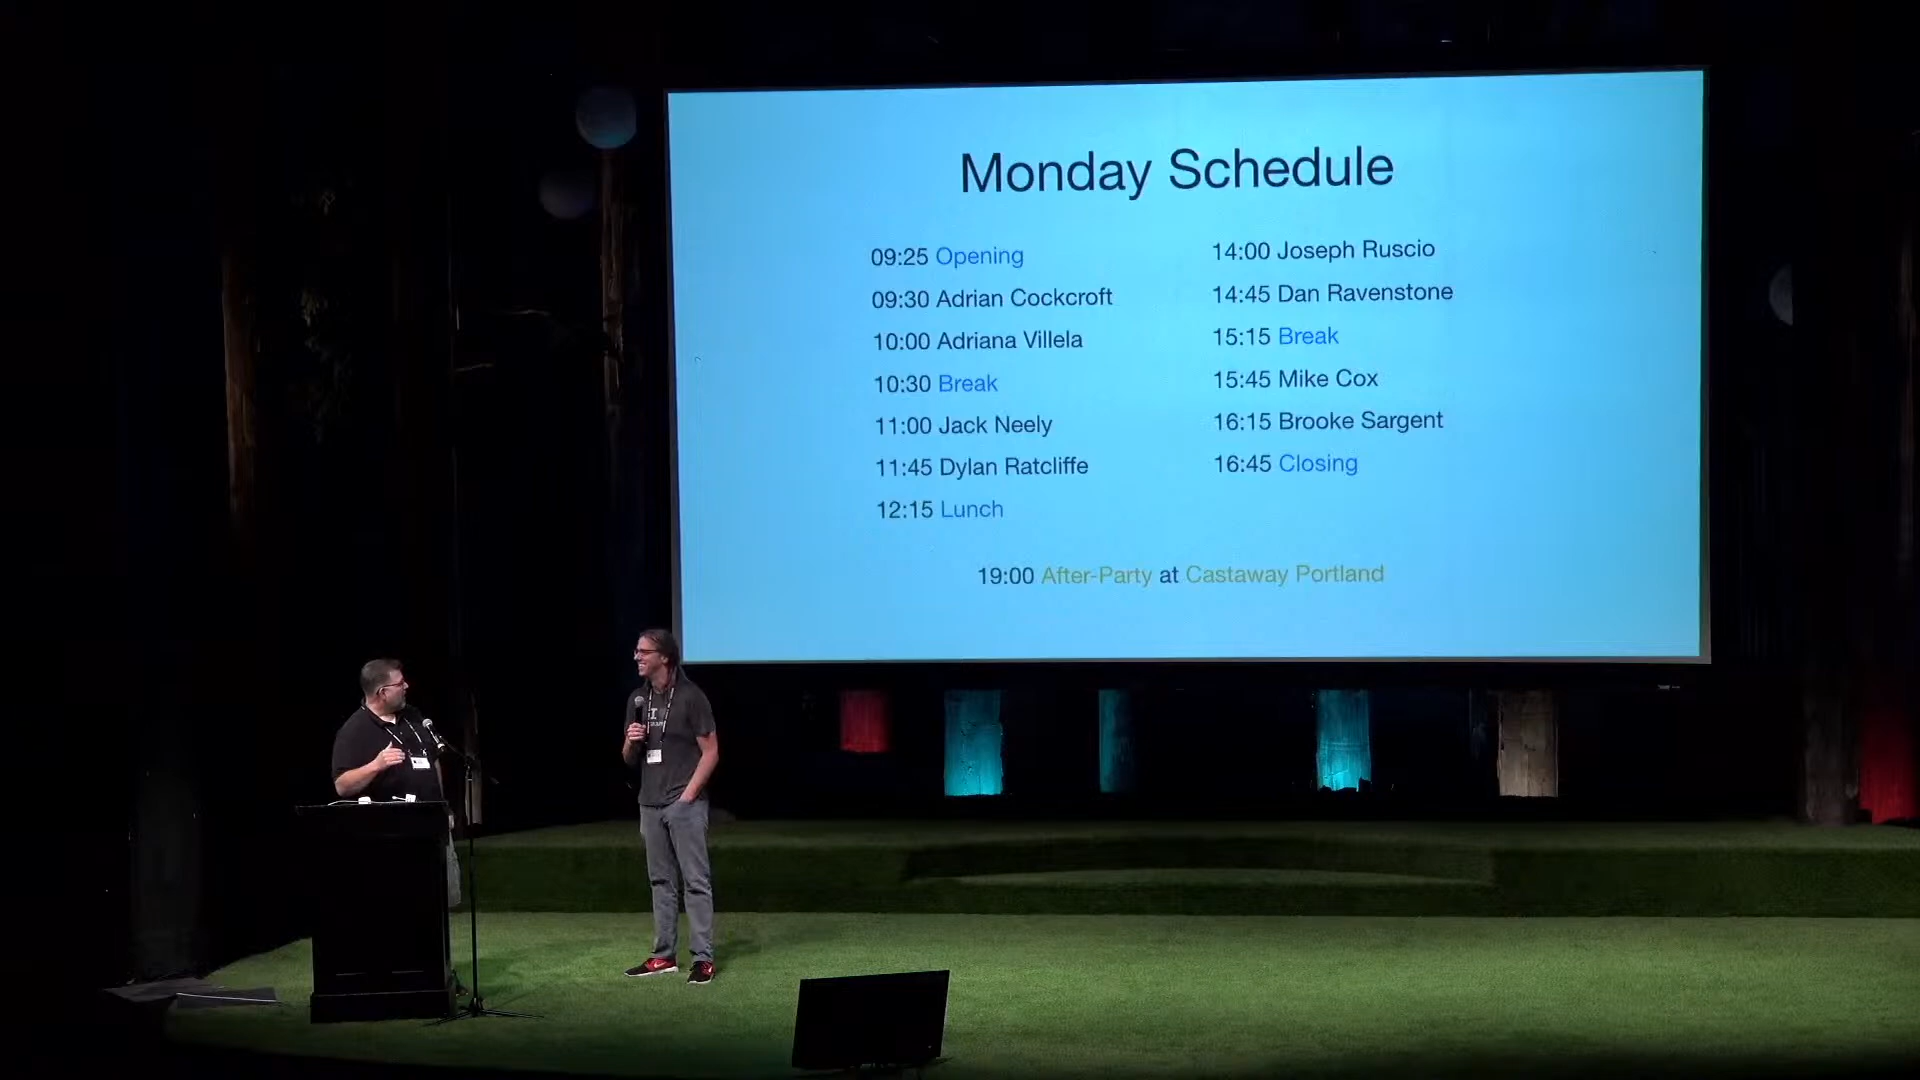 Monday Schedule
09:25 Opening
09:30 Adrian Cockcroft
10:00 Adriana Villela
10:30 Break
11:00 Jack Neely
11:45 Dylan Ratcliffe
12:15 Lunch
14:00 Joseph Ruscio
14:45 Dan Ravenstone
15:15 Break
15:45 Mike Cox
16:15 Brooke Sargent
16:45 Closing
19:00 After-Party at Castaway Portland